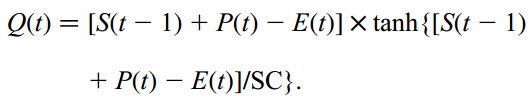 Q(t) = [S(t − 1) + P(t) − E(t)] × tanh{[S(t − 1)
+ P(t) − E(t)]/SC}.